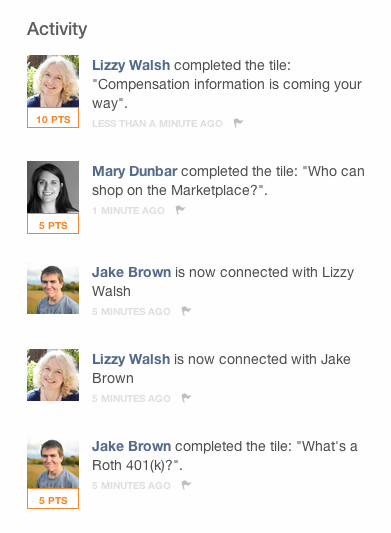 Activity
Lizzy Walsh completed the tile:
"Compensation information is coming your
way".
10 PTS
LESS THAN A MINUTE AGO
Mary Dunbar completed the tile: "Who can
shop on the Marketplace?".
1 MINUTE AGO
5 PTS
Jake Brown is now connected with Lizzy
Walsh
5 MINUTES AGO
Lizzy Walsh is now connected with Jake
Brown
5 MINUTES AGO
Jake Brown completed the tile: "What's a
Roth 401(k)?".
5 MINUTES AGO
5 PTS